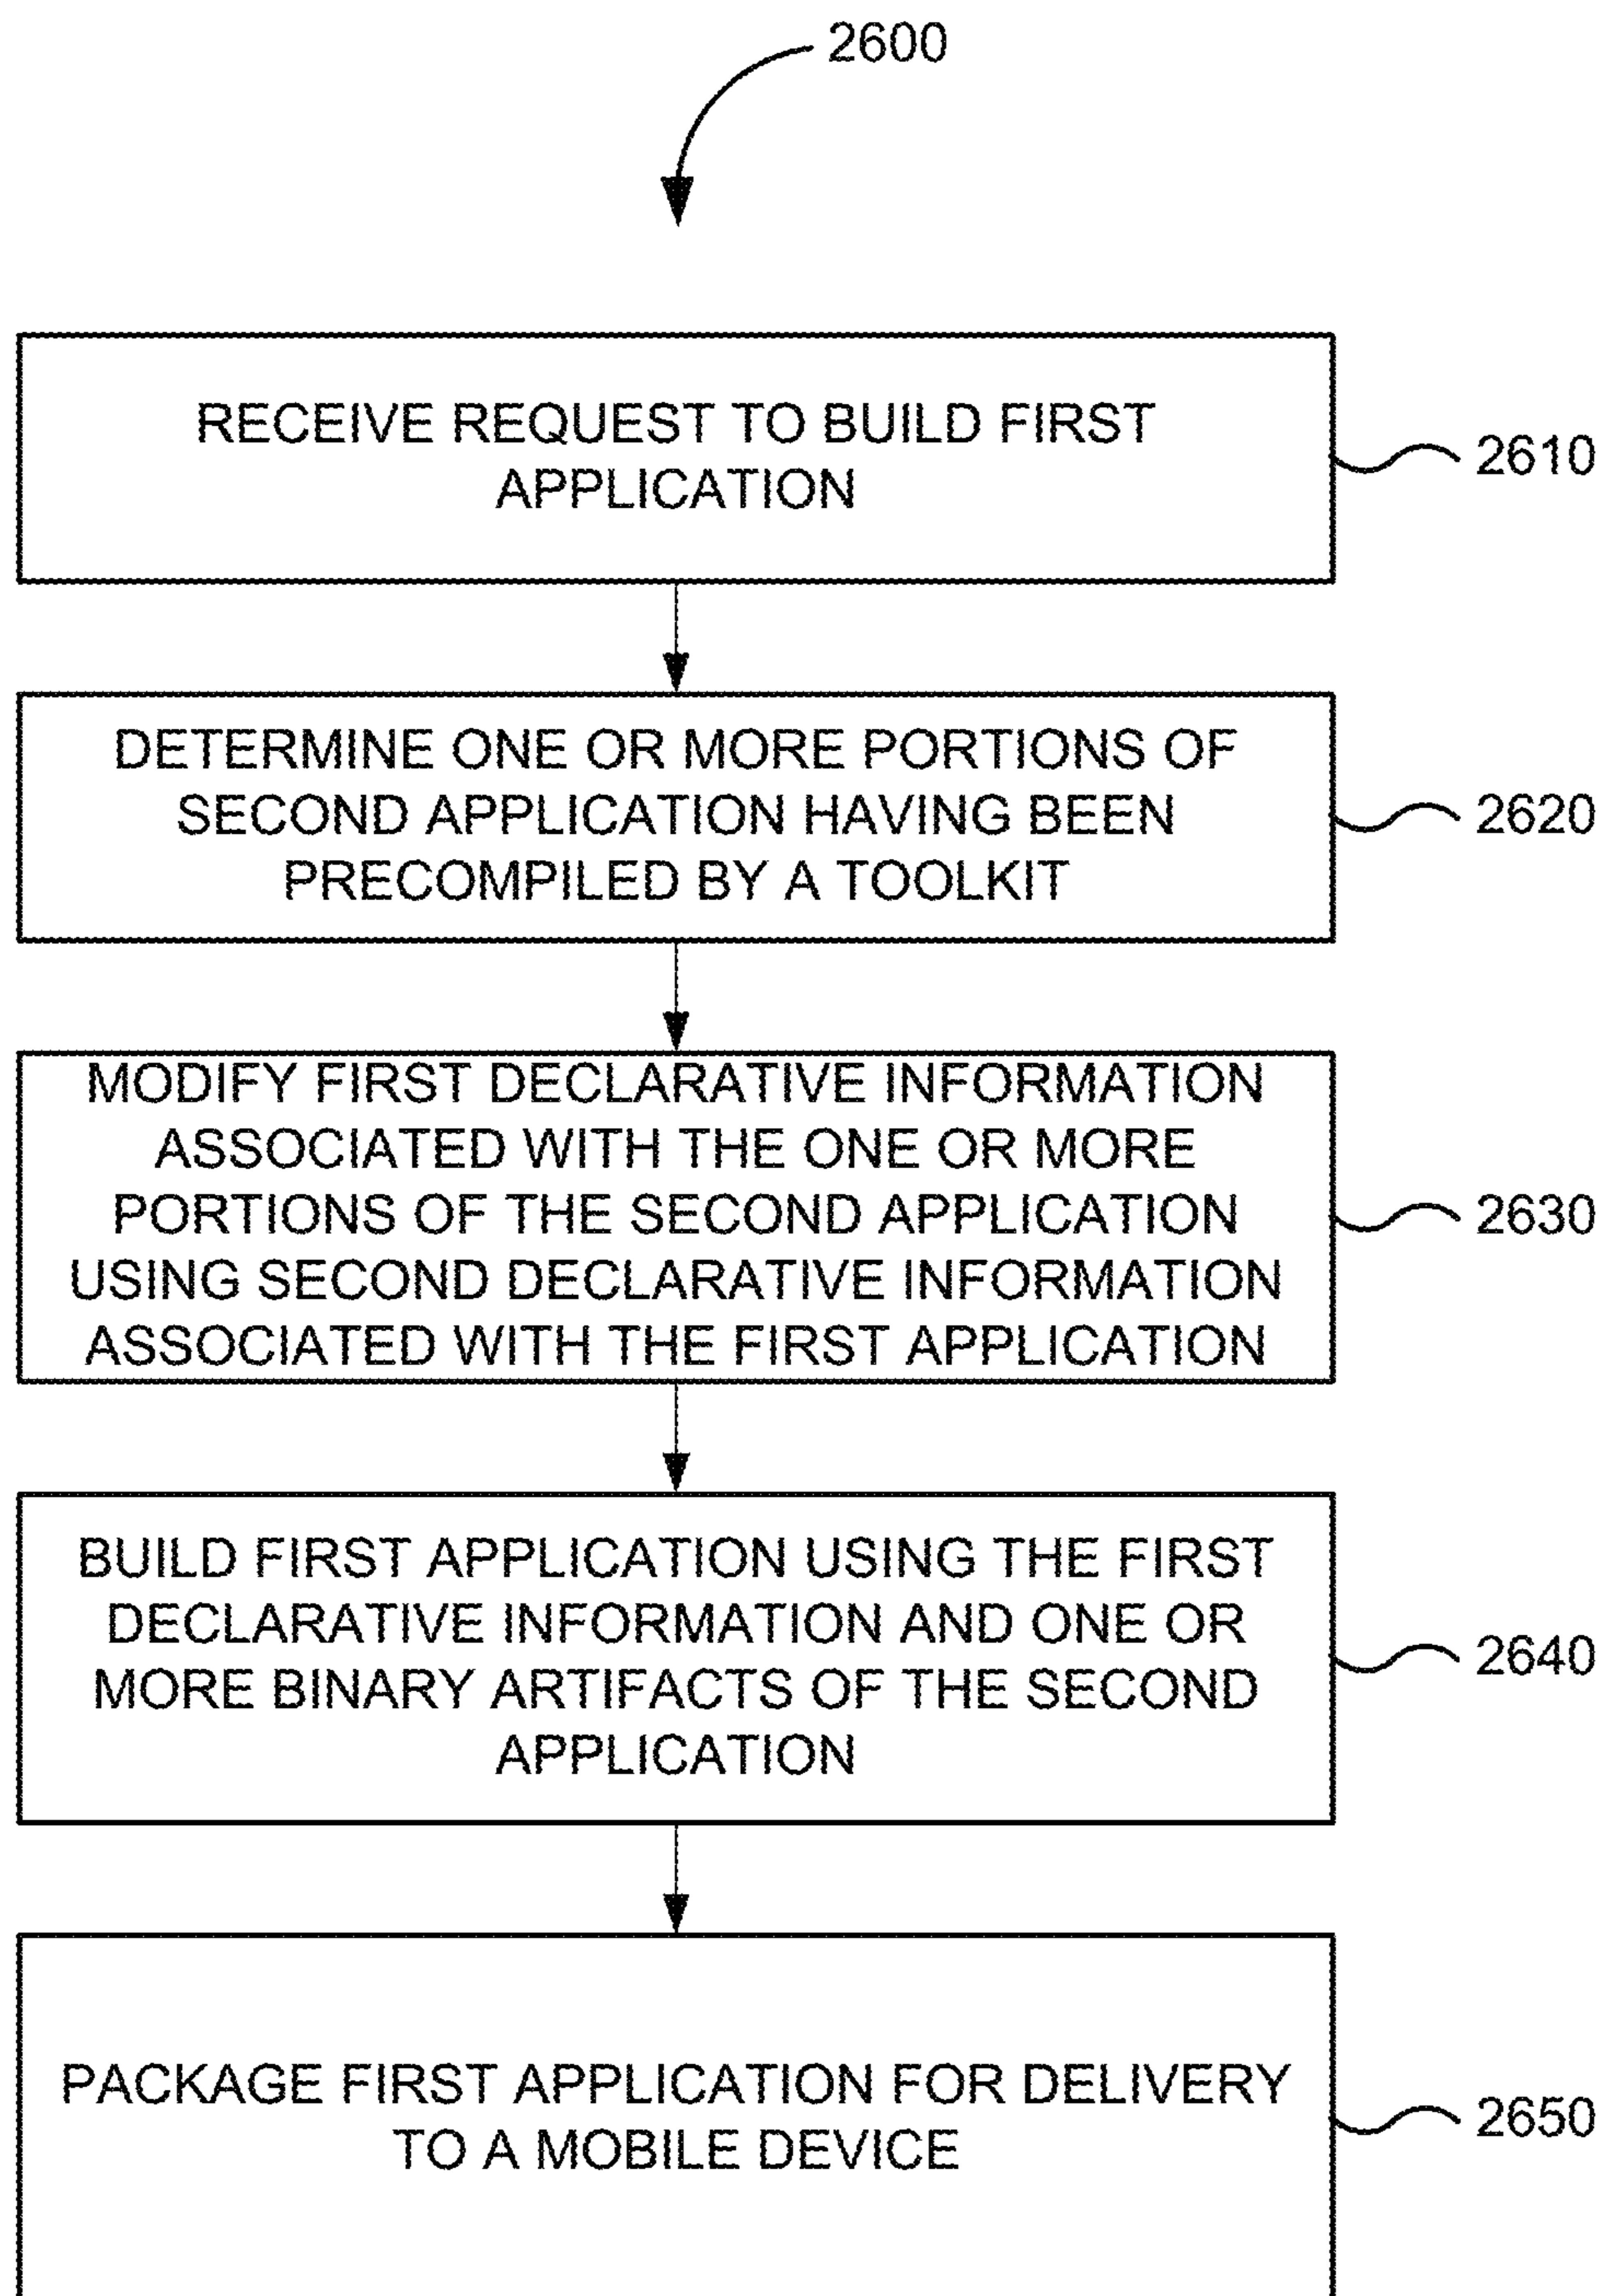 2600
RECEIVE REQUEST TO BUILD FIRST
APPLICATION
2610
DETERMINE ONE OR MORE PORTIONS OF
SECOND APPLICATION HAVING BEEN
PRECOMPILED BY A TOOLKIT
2620
MODIFY FIRST DECLARATIVE INFORMATION
ASSOCIATED WITH THE ONE OR MORE
PORTIONS OF THE SECOND APPLICATION
USING SECOND DECLARATIVE INFORMATION
ASSOCIATED WITH THE FIRST APPLICATION
2630
BUILD FIRST APPLICATION USING THE FIRST
DECLARATIVE INFORMATION AND ONE OR
MORE BINARY ARTIFACTS OF THE SECOND
APPLICATION
2640
PACKAGE FIRST APPLICATION FOR DELIVERY
TO A MOBILE DEVICE
2650